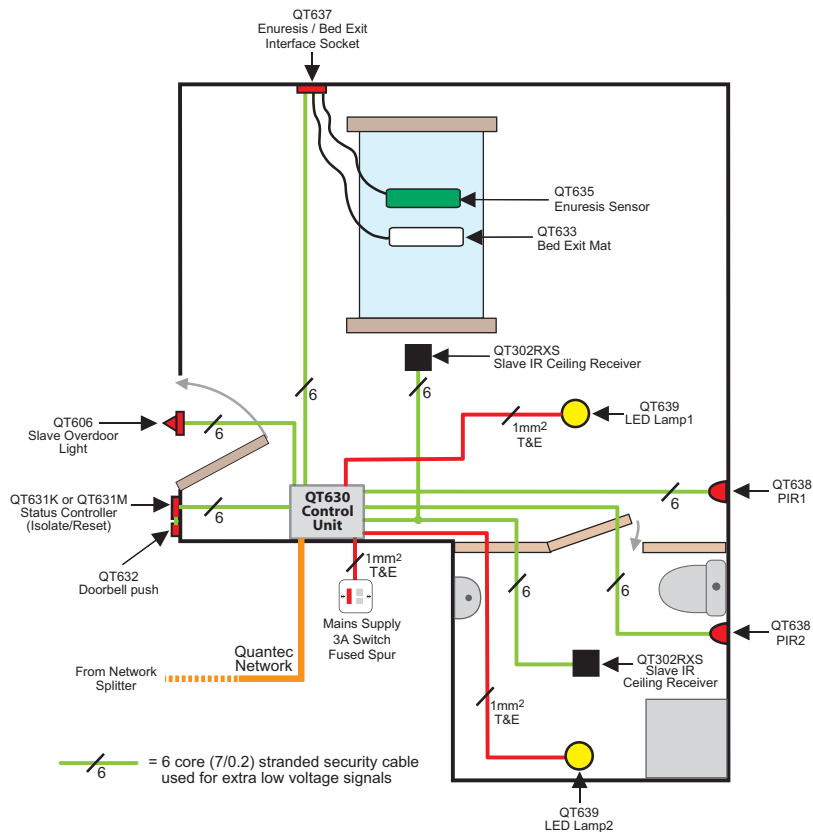 QT637
Enuresis / Bed Exit
Interface Socket
QT635
Enuresis Sensor
QT633
Bed Exit Mat
QT302RXS
Slave IR Ceiling Receiver
6
6
QT606
Slave Overdoor
Light
6
1mm2
T&E
QT639
LED Lamp1
QT631K or QT631M
Status Controller
(Isolate/Reset)
6
QT630
Control
Unit
6
QT638
PIR1
QT632
Doorbell push
1mm2
T&E
6
6
Mains Supply
3A Switch
Fused Spur
QT638
PIR2
Quantec
Network
From Network
Splitter
QT302RXS
Slave IR
Ceiling Receiver
1mm2
T&E
6
= 6 core (7/0.2) stranded security cable
used for extra low voltage signals
QT639
LED Lamp2